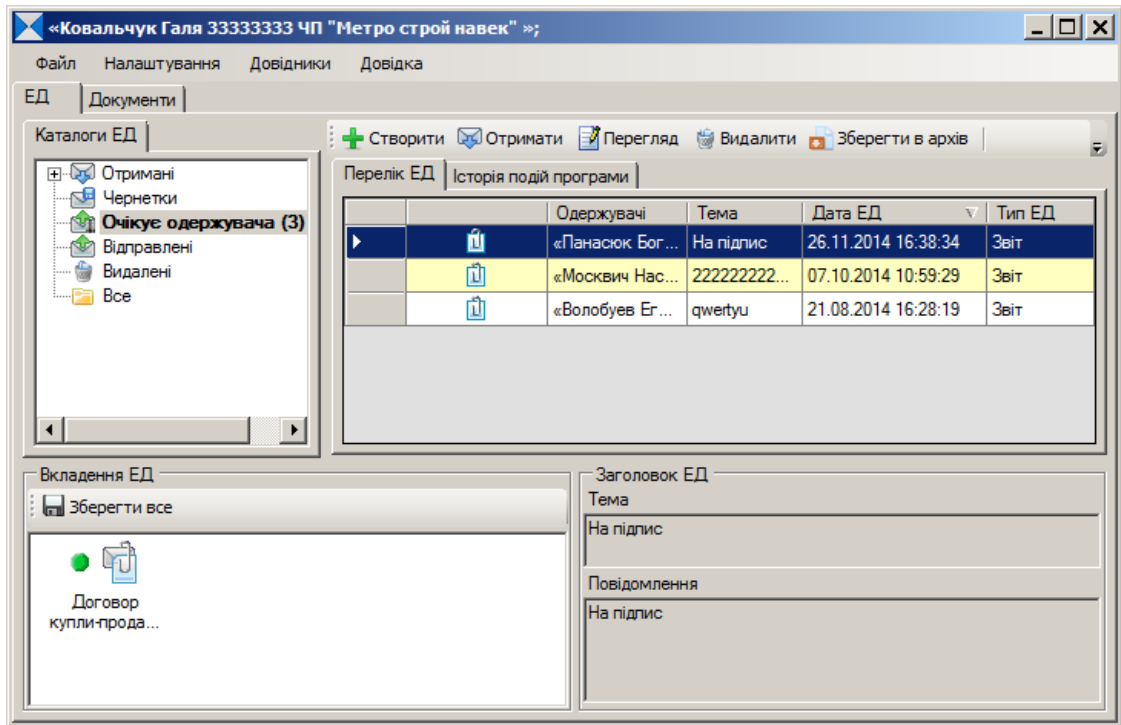 «Ковальчук Галя 33333333 ЧП "Метро строй навек" »;
Файл Налаштування Довідники Довідка
ЕД Документи
Каталоги ЕД
Отримані
Чернетки
Очікує одержувача (3)
Відправлені
Видалені
Все
Створити Отримати Перегляд Видалити Зберегти в архів
Перелік ЕД Історія подій програми
Одержувачі Тема Дата ЕД Тип ЕД
«Панасюк Бог... На підпис 26.11.2014 16:38:34 Звіт
«Москвич Нас... 222222222... 07.10.2014 10:59:29 Звіт
«Волобуев Ег... qwertyu 21.08.2014 16:28:19 Звіт
Вкладення ЕД
Зберегти все
Договор
купли-прода...
Заголовок ЕД
Тема
На підпис
Повідомлення
На підпис